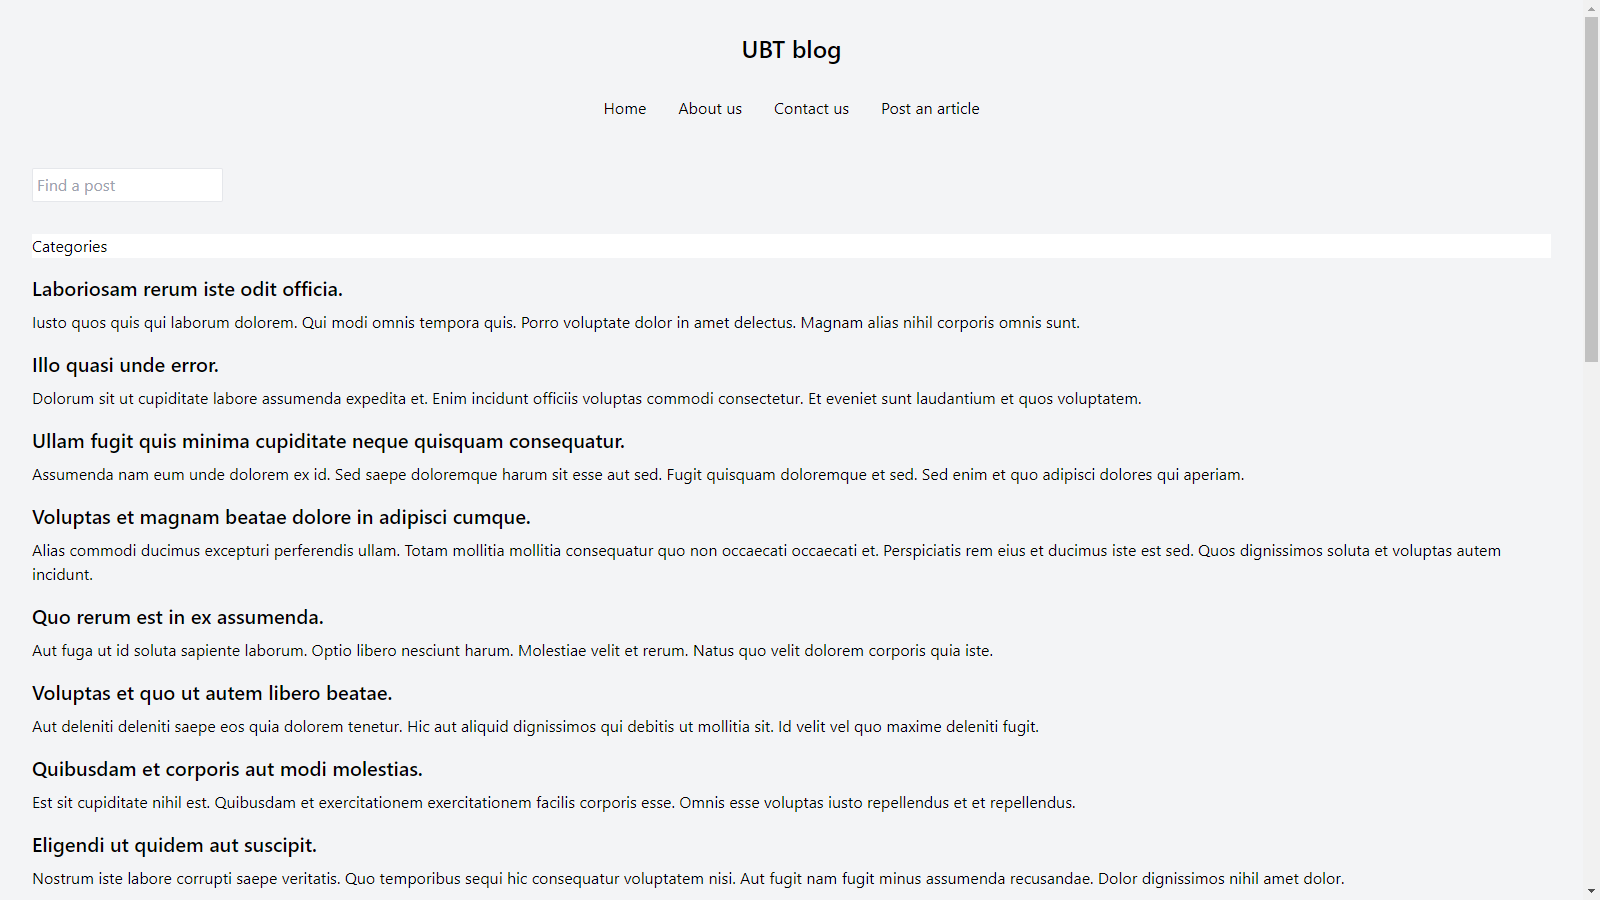 UBT blog
Home About us Contact us Post an article
Find a post
Categories
Laboriosam rerum iste odit officia.
Iusto quos quis qui laborum dolorem. Qui modi omnis tempora quis. Porro voluptate dolor in amet delectus. Magnam alias nihil corporis omnis sunt.
Illo quasi unde error.
Dolorum sit ut cupiditate labore assumenda expedita et. Enim incidunt officiis voluptas commodi consectetur. Et eveniet sunt laudantium et quos voluptatem.
Ullam fugit quis minima cupiditate neque quisquam consequatur.
Assumenda nam eum unde dolorem ex id. Sed saepe doloremque harum sit esse aut sed. Fugit quisquam doloremque et sed. Sed enim et quo adipisci dolores qui aperiam.
Voluptas et magnam beatae dolore in adipisci cumque.
Alias commodi ducimus excepturi perferendis ullam. Totam mollitia mollitia consequatur quo non occaecati occaecati et. Perspiciatis rem eius et ducimus iste est sed. Quos dignissimos soluta et voluptas autem
incidunt.
Quo rerum est in ex assumenda.
Aut fuga ut id soluta sapiente laborum. Optio libero nesciunt harum. Molestiae velit et rerum. Natus quo velit dolorem corporis quia iste.
Voluptas et quo ut autem libero beatae.
Aut deleniti deleniti saepe eos quia dolorem tenetur. Hic aut aliquid dignissimos qui debitis ut mollitia sit. Id velit vel quo maxime deleniti fugit.
Quibusdam et corporis aut modi molestias.
Est sit cupiditate nihil est. Quibusdam et exercitationem exercitationem facilis corporis esse. Omnis esse voluptas iusto repellendus et et repellendus.
Eligendi ut quidem aut suscipit.
Nostrum iste labore corrupti saepe veritatis. Quo temporibus sequi hic consequatur voluptatem nisi. Aut fugit nam fugit minus assumenda recusandae. Dolor dignissimos nihil amet dolor.